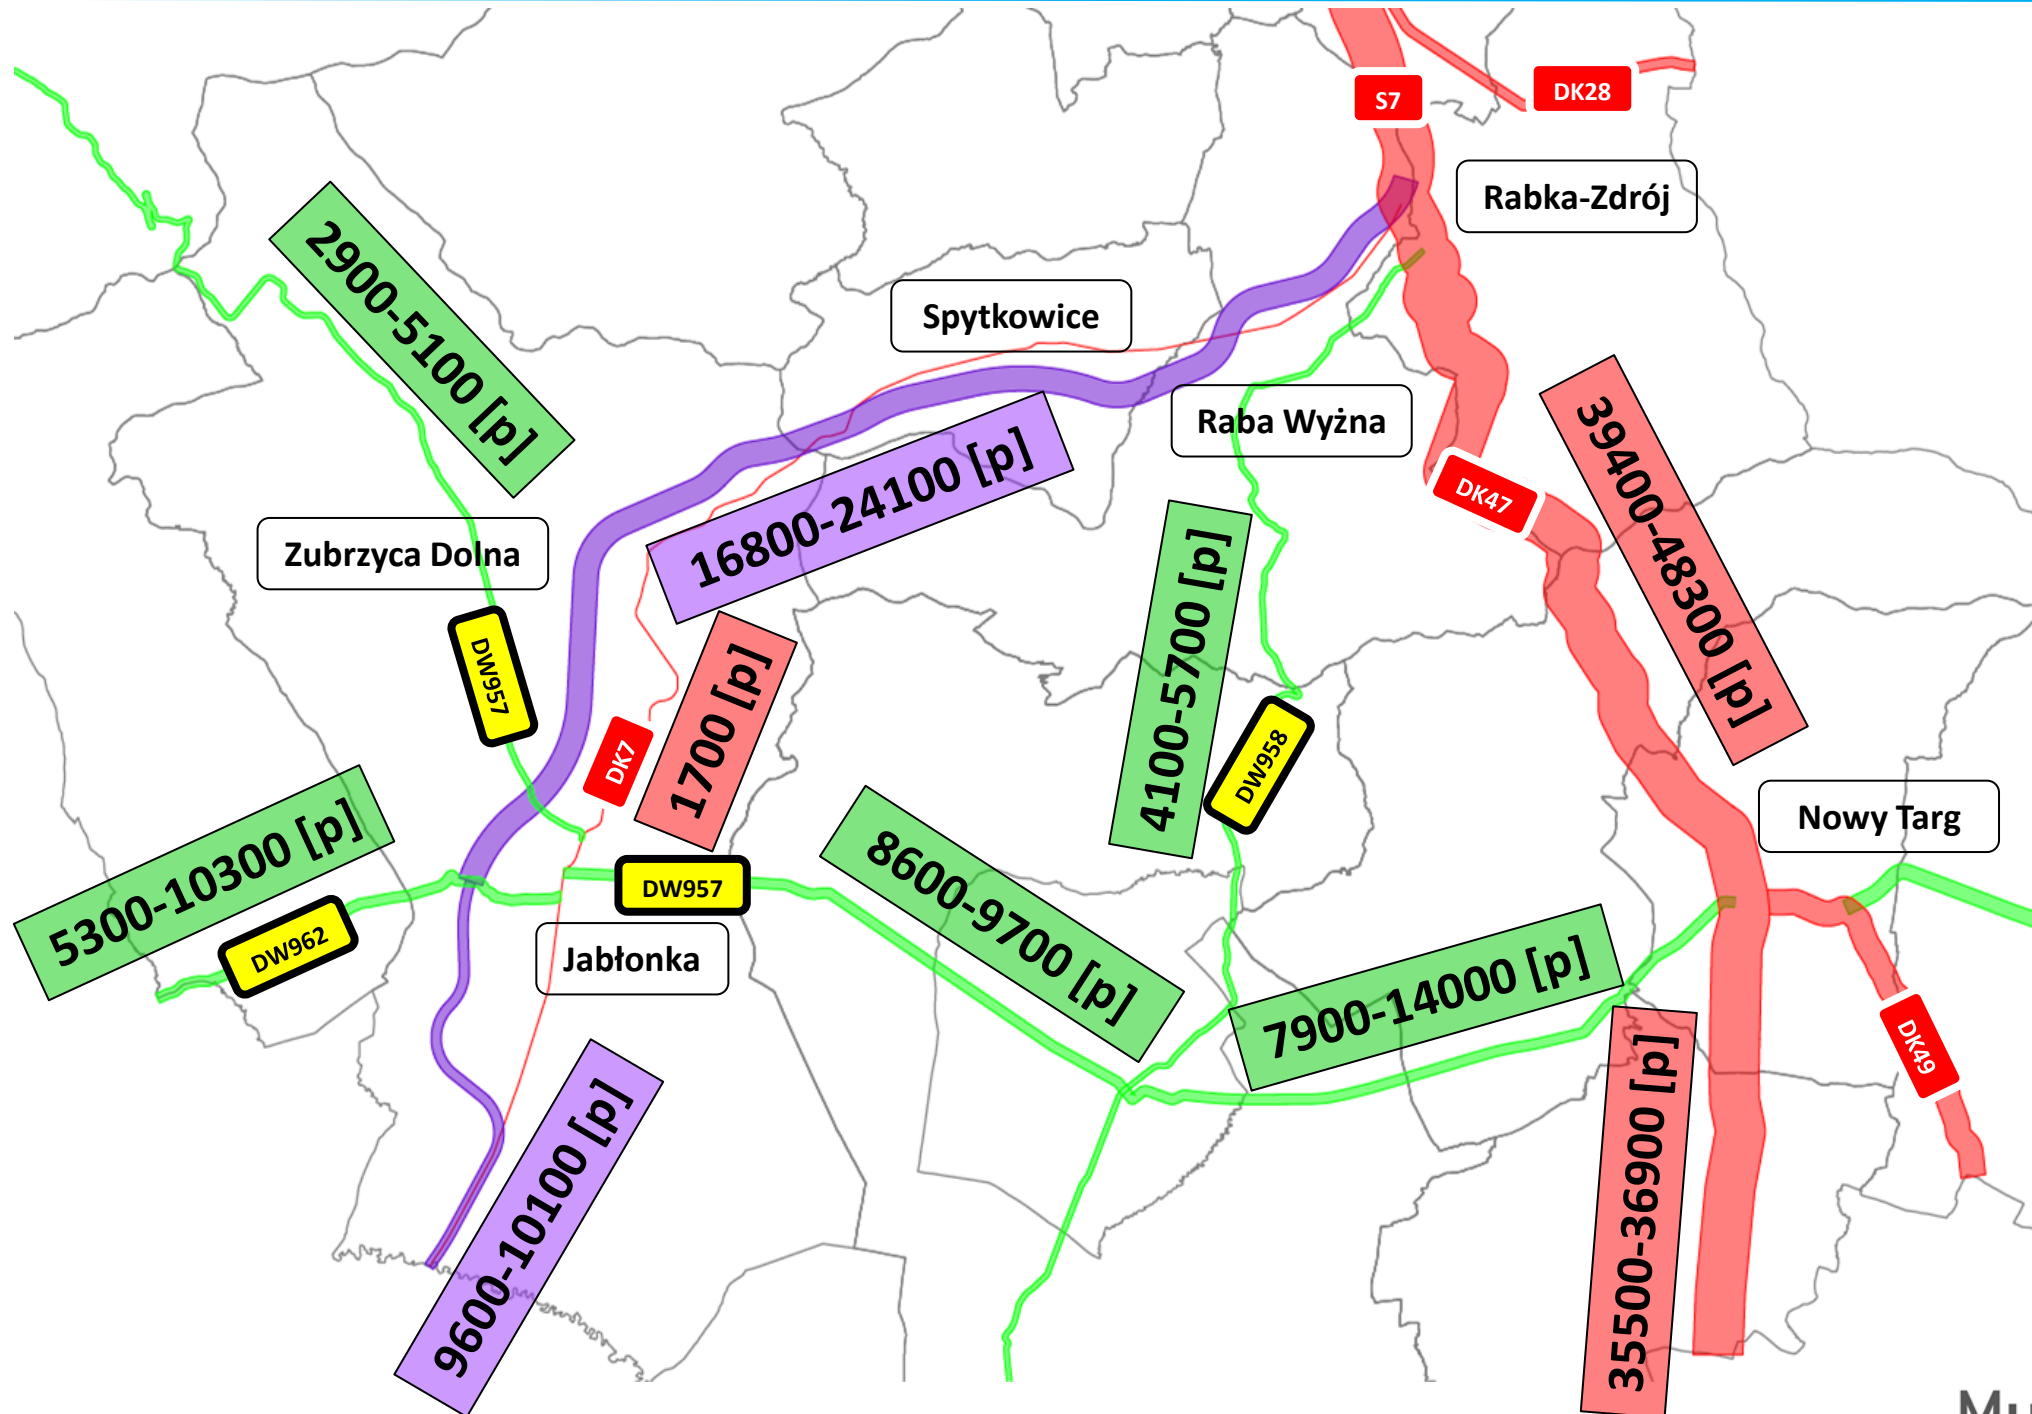 S7
DK28
Rabka-Zdrój
2900-5100 [p]
Spytkowice
Raba Wyżna
39400-48300 [p]
DK47
16800-24100 [p]
Zubrzyca Dolna
4100-5700 [p]
DW957
1700 [p]
DK7
DW958
Nowy Targ
5300-10300 [p]
8600-9700 [p]
DW957
DW962
Jabłonka
7900-14000 [p]
DK49
9600-10100 [p]
35500-36900 [p]